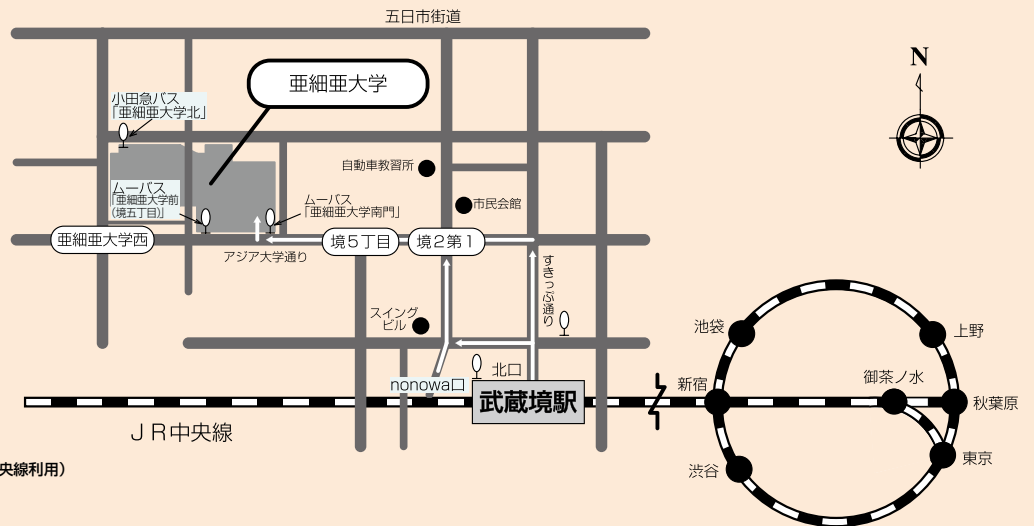 五日市街道
N
亜細亜大学
小田急バス
「亜細亜大学北」
自動車教習所
ムーバス
「亜細亜大学前
（境五丁目）」
ムーバス
「亜細亜大学南門」
市民会館
亜細亜大学西
境５丁目
境２第１
アジア大学通り
すきっぷ通り
スイング
ビル
北口
nonowa口
武蔵境駅
ＪＲ中央線
池袋
上野
新宿
御茶ノ水
秋葉原
渋谷
東京
央線利用）